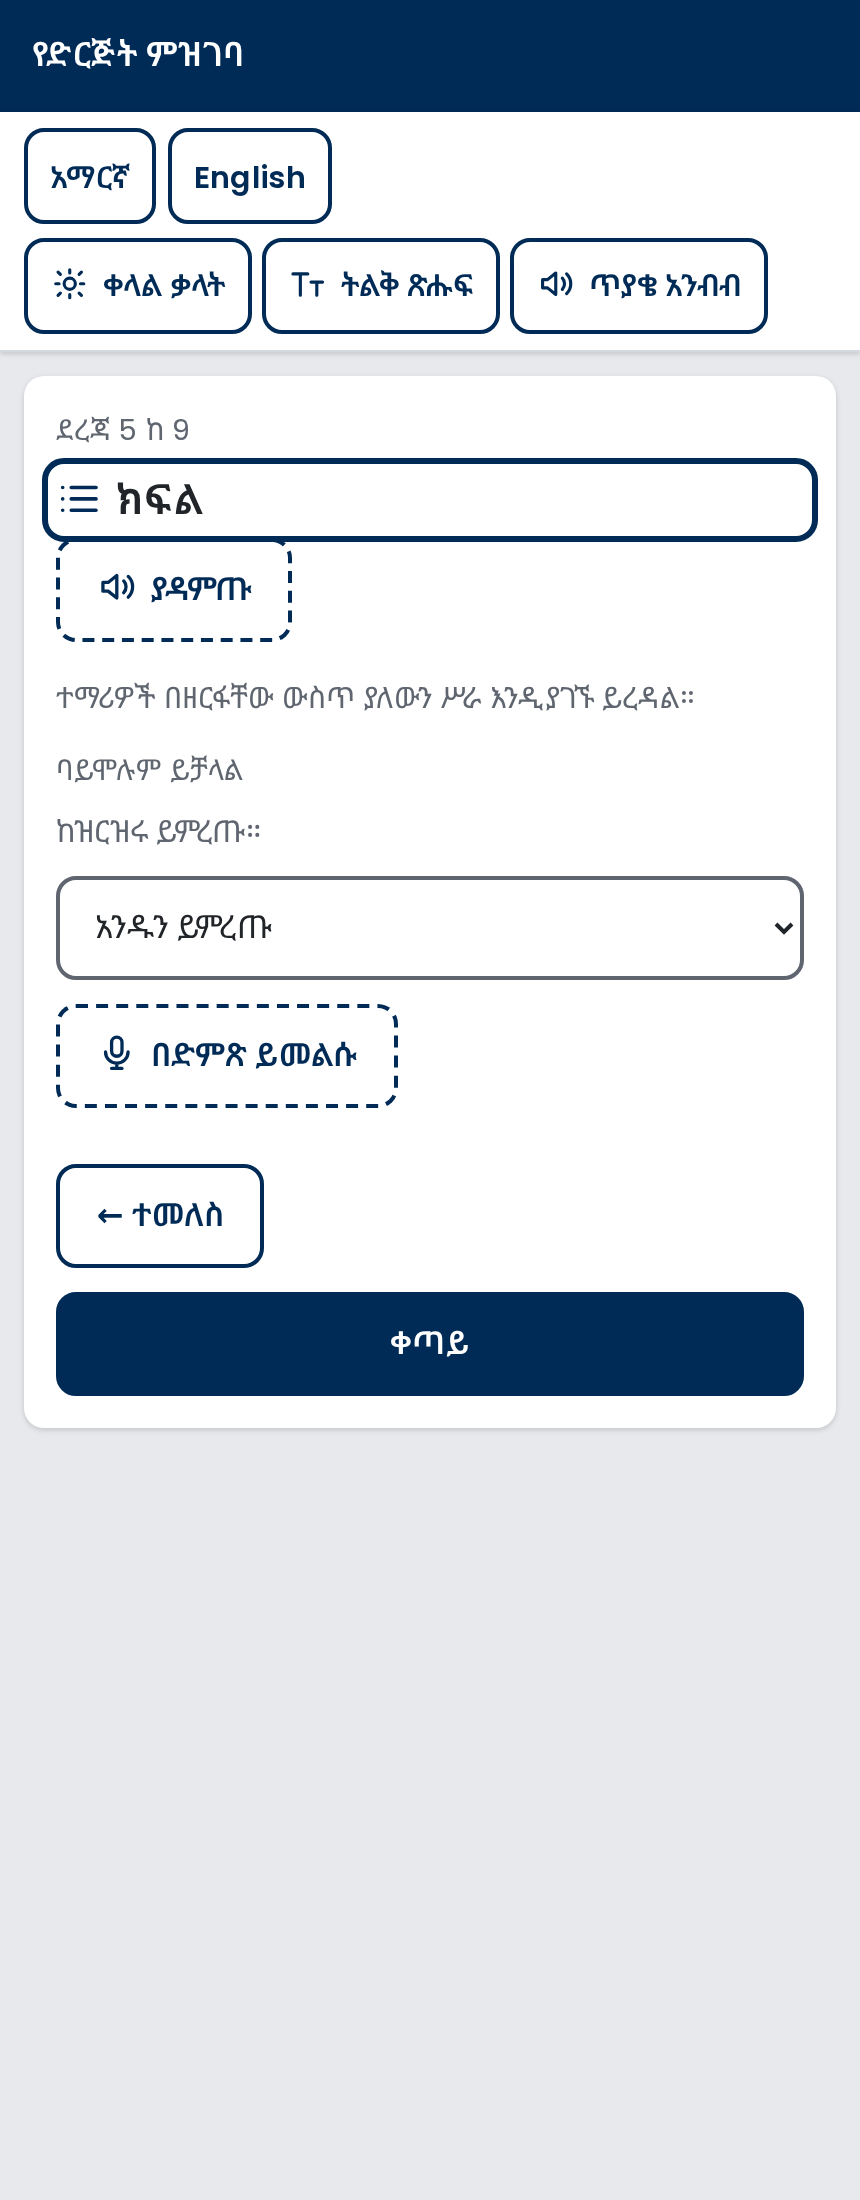 የድርጅት ምዝገባ
አማርኛ English
ቀላል ቃላት ትልቅ ጽሑፍ ጥያቄ አንብብ
ደረጃ 5 ከ 9
ክፍል
ያዳምጡ
ተማሪዎች በዘርፋቸው ውስጥ ያለውን ሥራ እንዲያገኙ ይረዳል።
ባይሞሉም ይቻላል
ከዝርዝሩ ይምረጡ።
አንዱን ይምረጡ
በድምጽ ይመልሱ
← ተመለስ
ቀጣይ